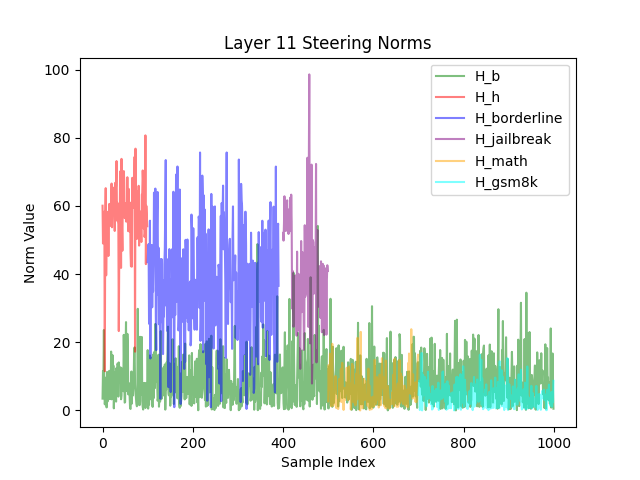 Layer 11 Steering Norms
H_b
H_h
H_borderline
H_jailbreak
H_math
H_gsm8k
Norm Value
100
80
60
40
20
0
0 200 400 600 800 1000
Sample Index